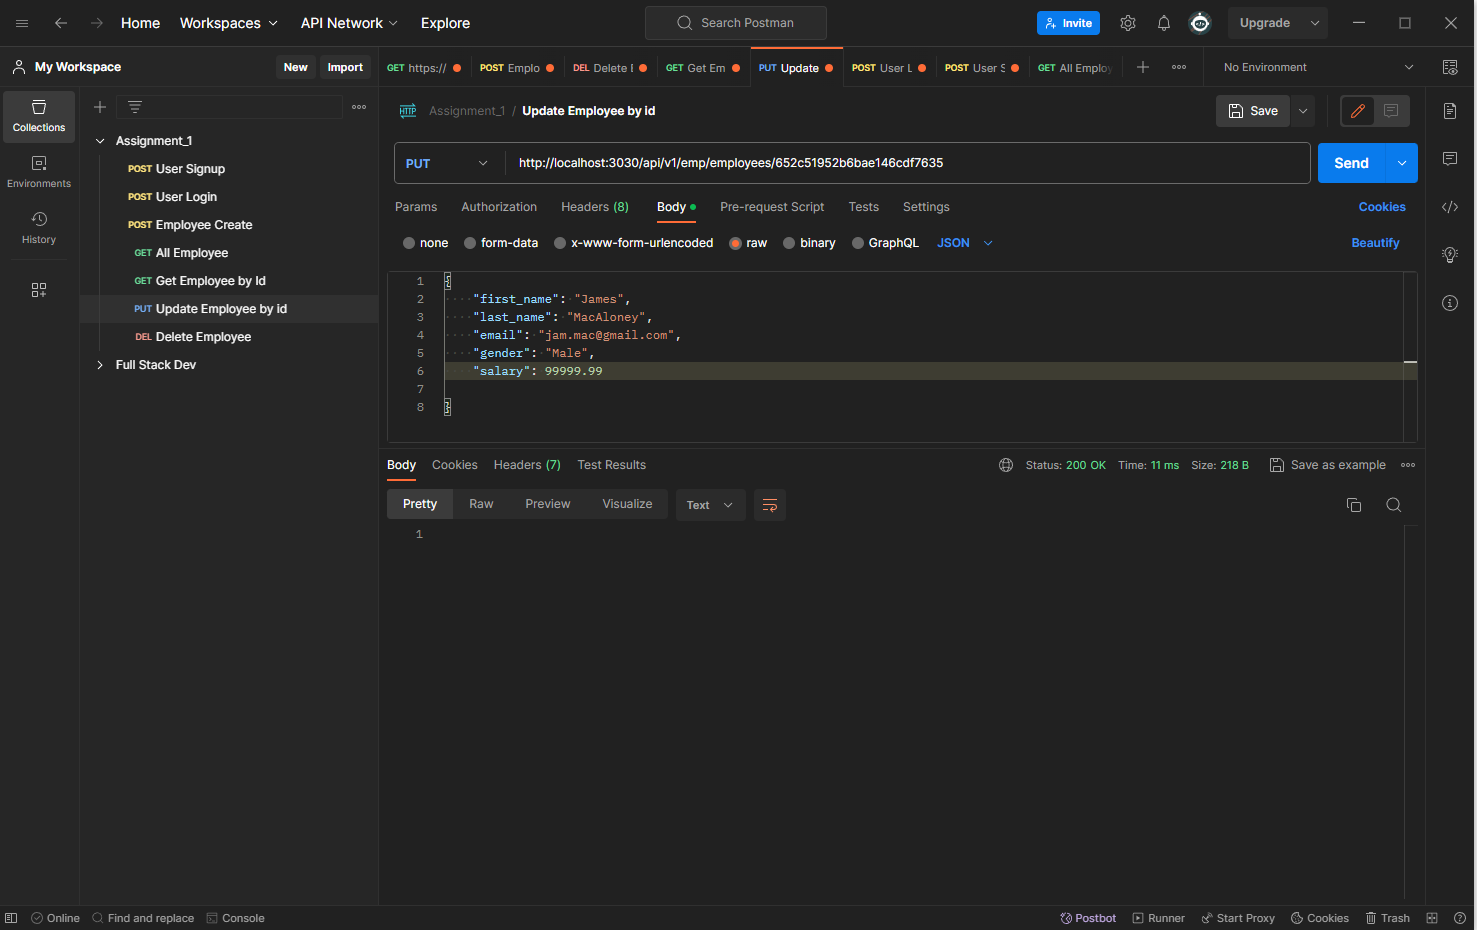 Home Workspaces API Network Explore Search Postman Invite Upgrade
My Workspace New Import
GET https:// POST Emplo DEL Delete E GET Get Em PUT Update POST User L POST User S GET All Employ No Environment
Collections
Environments
History
Assignment_1
POST User Signup
POST User Login
POST Employee Create
GET All Employee
GET Get Employee by Id
PUT Update Employee by id
DEL Delete Employee
Full Stack Dev
HTTP Assignment_1 / Update Employee by id Save
PUT http://localhost:3030/api/v1/emp/employees/652c51952b6bae146cdf7635 Send
Params Authorization Headers (8) Body Pre-request Script Tests Settings Cookies
none form-data x-www-form-urlencoded raw binary GraphQL JSON Beautify
1 {
2 "first_name": "James",
3 "last_name": "MacAloney",
4 "email": "jam.mac@gmail.com",
5 "gender": "Male",
6 "salary": 99999.99
7
8 }
Body Cookies Headers (7) Test Results Status: 200 OK Time: 11 ms Size: 218 B Save as example
Pretty Raw Preview Visualize Text
1
Online Find and replace Console Postbot Runner Start Proxy Cookies Trash